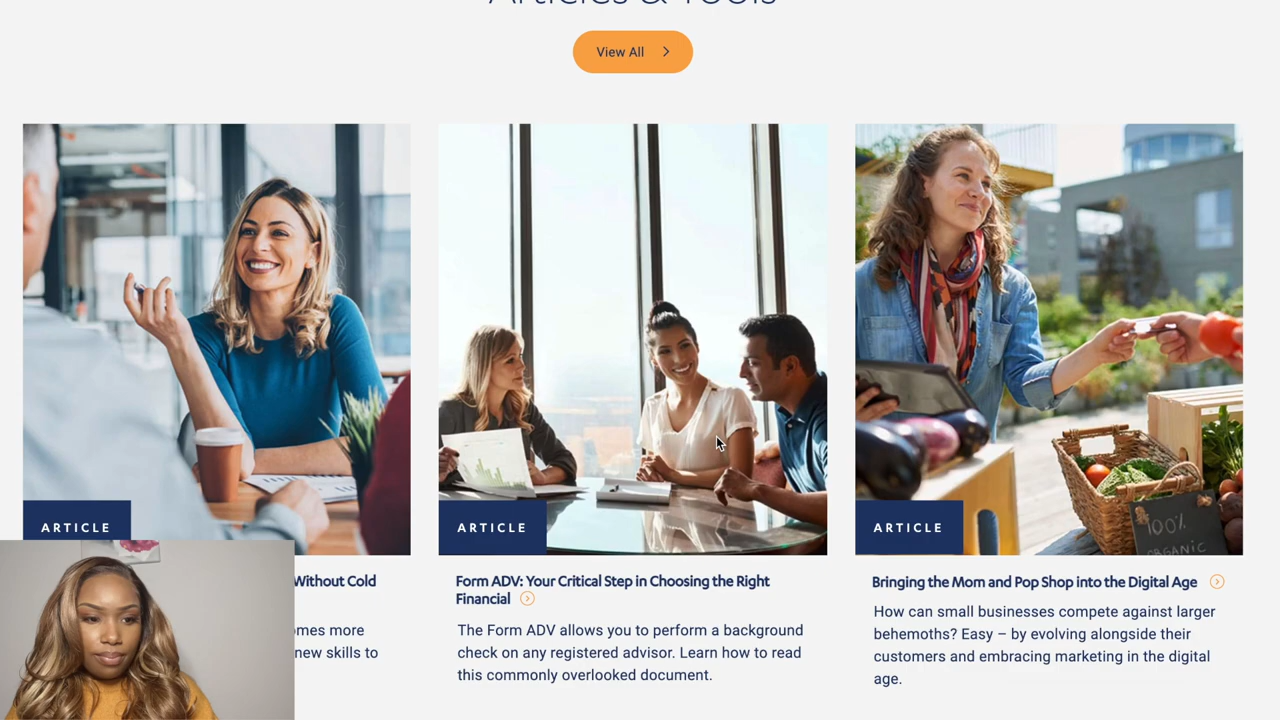 Articles & Tools
View All
ARTICLE
ARTICLE
ARTICLE
Without Cold
omes more
new skills to
Form ADV: Your Critical Step in Choosing the Right
Financial
The Form ADV allows you to perform a background
check on any registered advisor. Learn how to read
this commonly overlooked document.
Bringing the Mom and Pop Shop into the Digital Age
How can small businesses compete against larger
behemoths? Easy – by evolving alongside their
customers and embracing marketing in the digital
age.
100%
ORGANIC